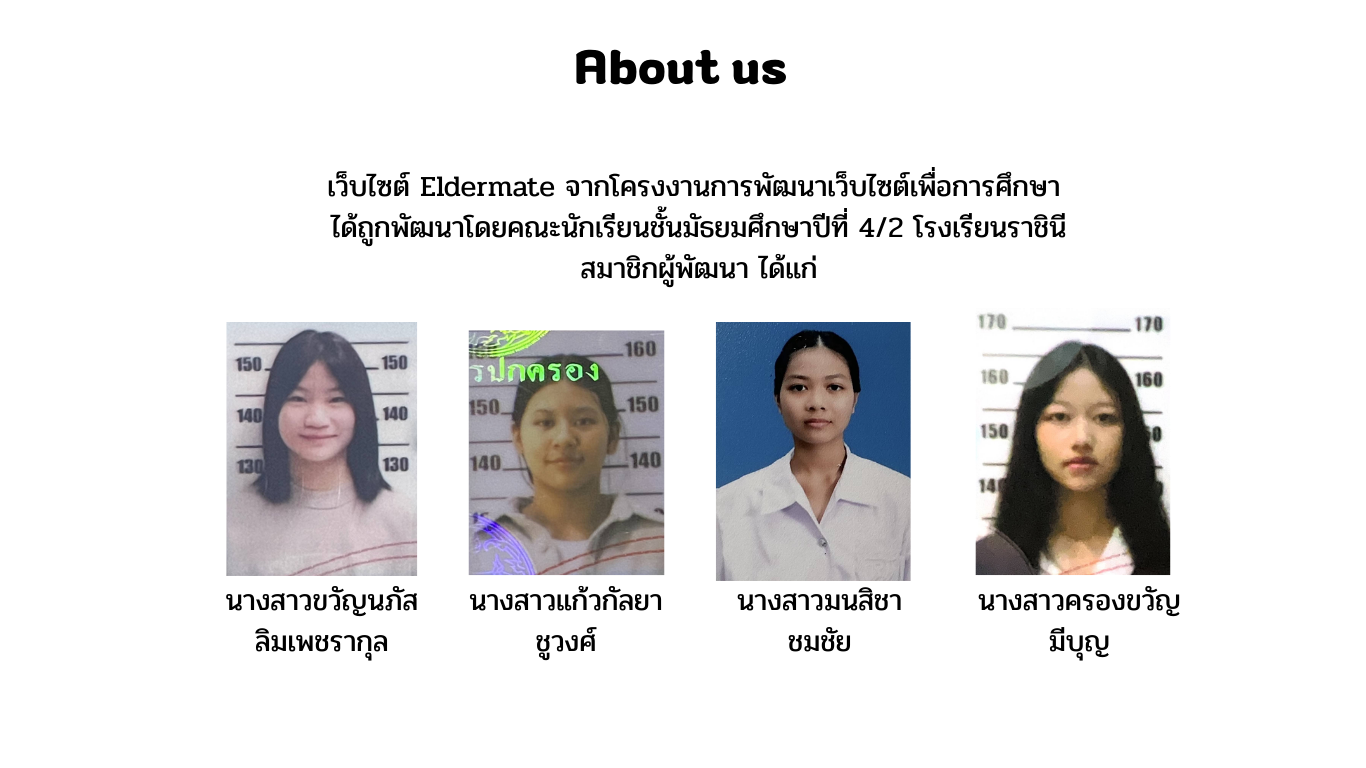 About us
เว็บไซต์ Eldermate จากโครงงานการพัฒนาเว็บไซต์เพื่อการศึกษา
ได้ถูกพัฒนาโดยคณะนักเรียนชั้นมัธยมศึกษาปีที่ 4/2 โรงเรียนราชินี
สมาชิกผู้พัฒนา ได้แก่
150 150
140 140
130 130
160
รปกครอง
150 150
140 140
170 170
160 160
150
นางสาวขวัญนภัส
ลิมเพชรากุล
นางสาวแก้วกัลยา
ชูวงศ์
นางสาวมนสิชา
ชมชัย
นางสาวครองขวัญ
มีบุญ